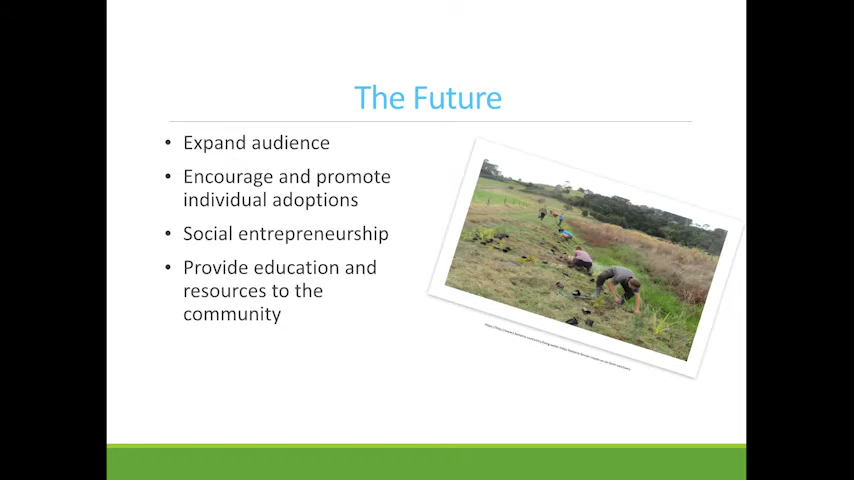 The Future
• Expand audience
• Encourage and promote
individual adoptions
• Social entrepreneurship
• Provide education and
resources to the
community